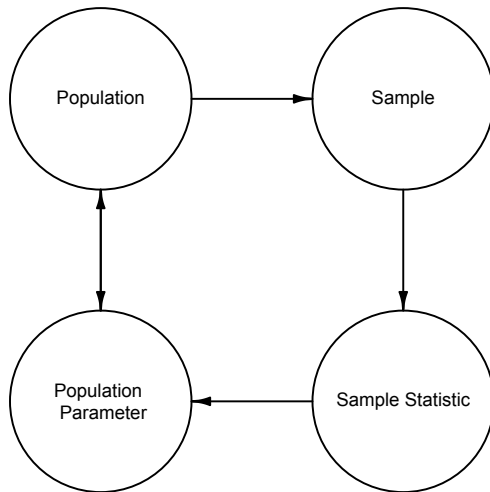 Population
Sample
Population
Parameter
Sample Statistic